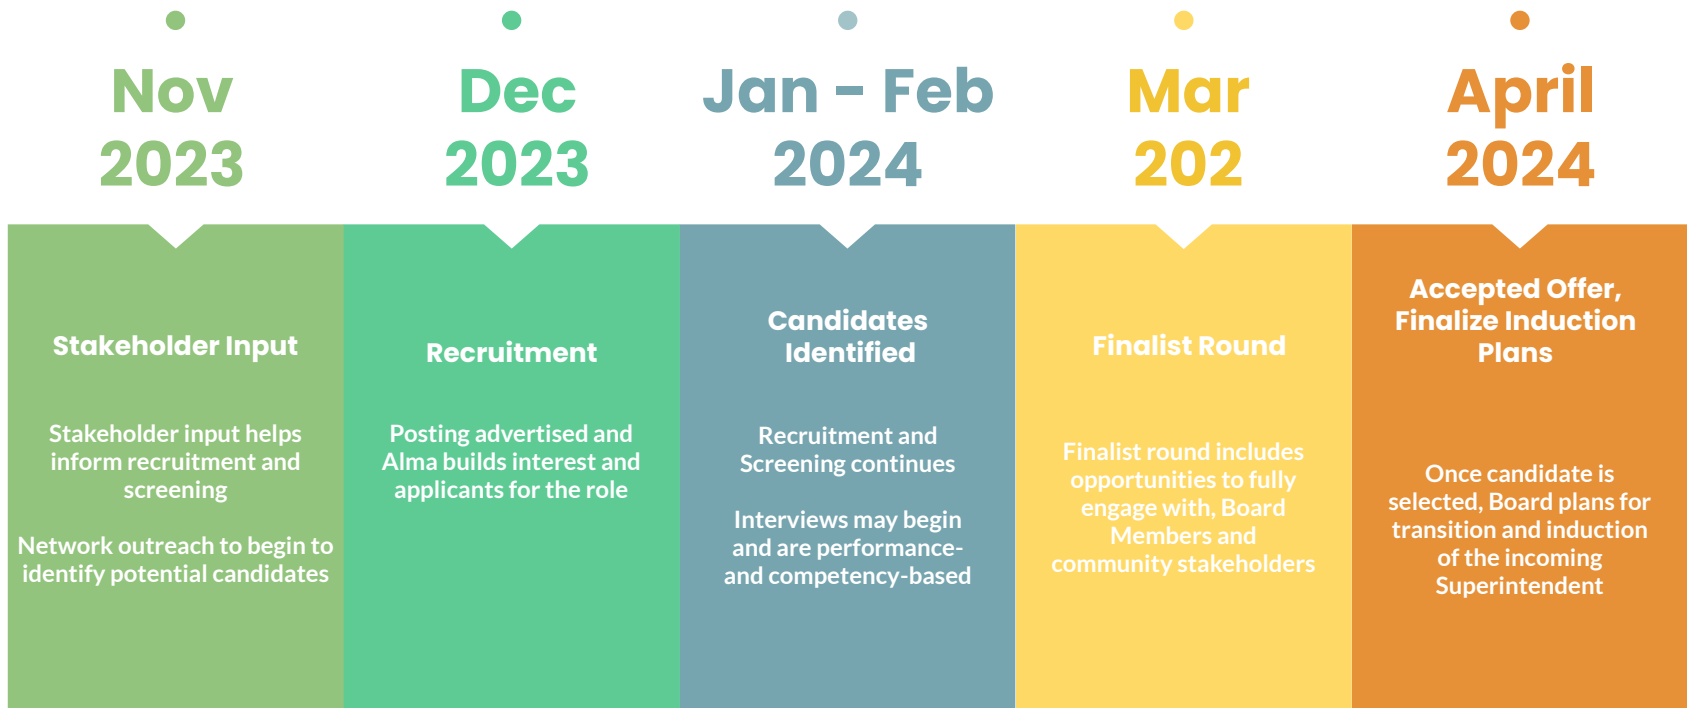 Nov
2023
Dec
2023
Jan - Feb
2024
Mar
202
April
2024
Stakeholder Input
Stakeholder input helps
inform recruitment and
screening
Network outreach to begin to
identify potential candidates
Recruitment
Posting advertised and
Alma builds interest and
applicants for the role
Candidates
Identified
Recruitment and
Screening continues
Interviews may begin
and are performance-
and competency-based
Finalist Round
Finalist round includes
opportunities to fully
engage with, Board
Members and
community stakeholders
Accepted Offer,
Finalize Induction
Plans
Once candidate is
selected, Board plans for
transition and induction
of the incoming
Superintendent